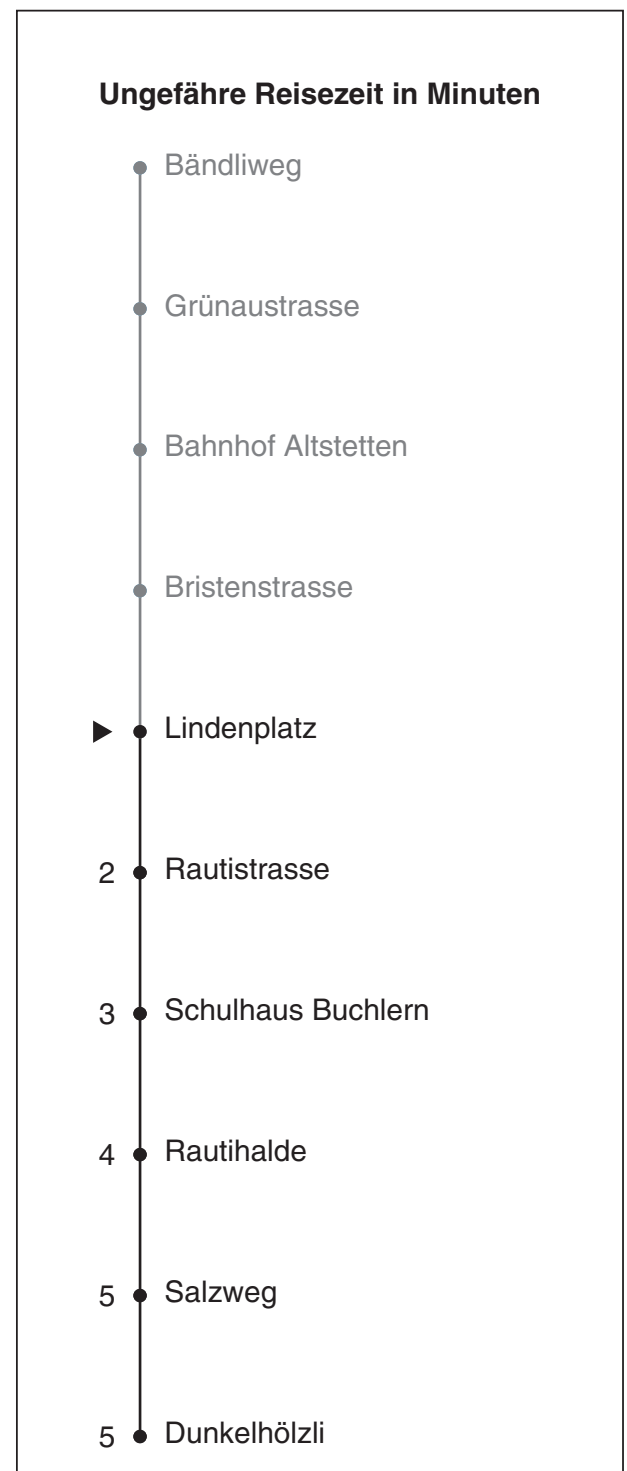 Ungefähre Reisezeit in Minuten
Bändliweg
Grünaustrasse
Bahnhof Altstetten
Bristenstrasse
Lindenplatz
2 Rautistrasse
3 Schulhaus Buchlern
4 Rautihalde
5 Salzweg
5 Dunkelhölzli